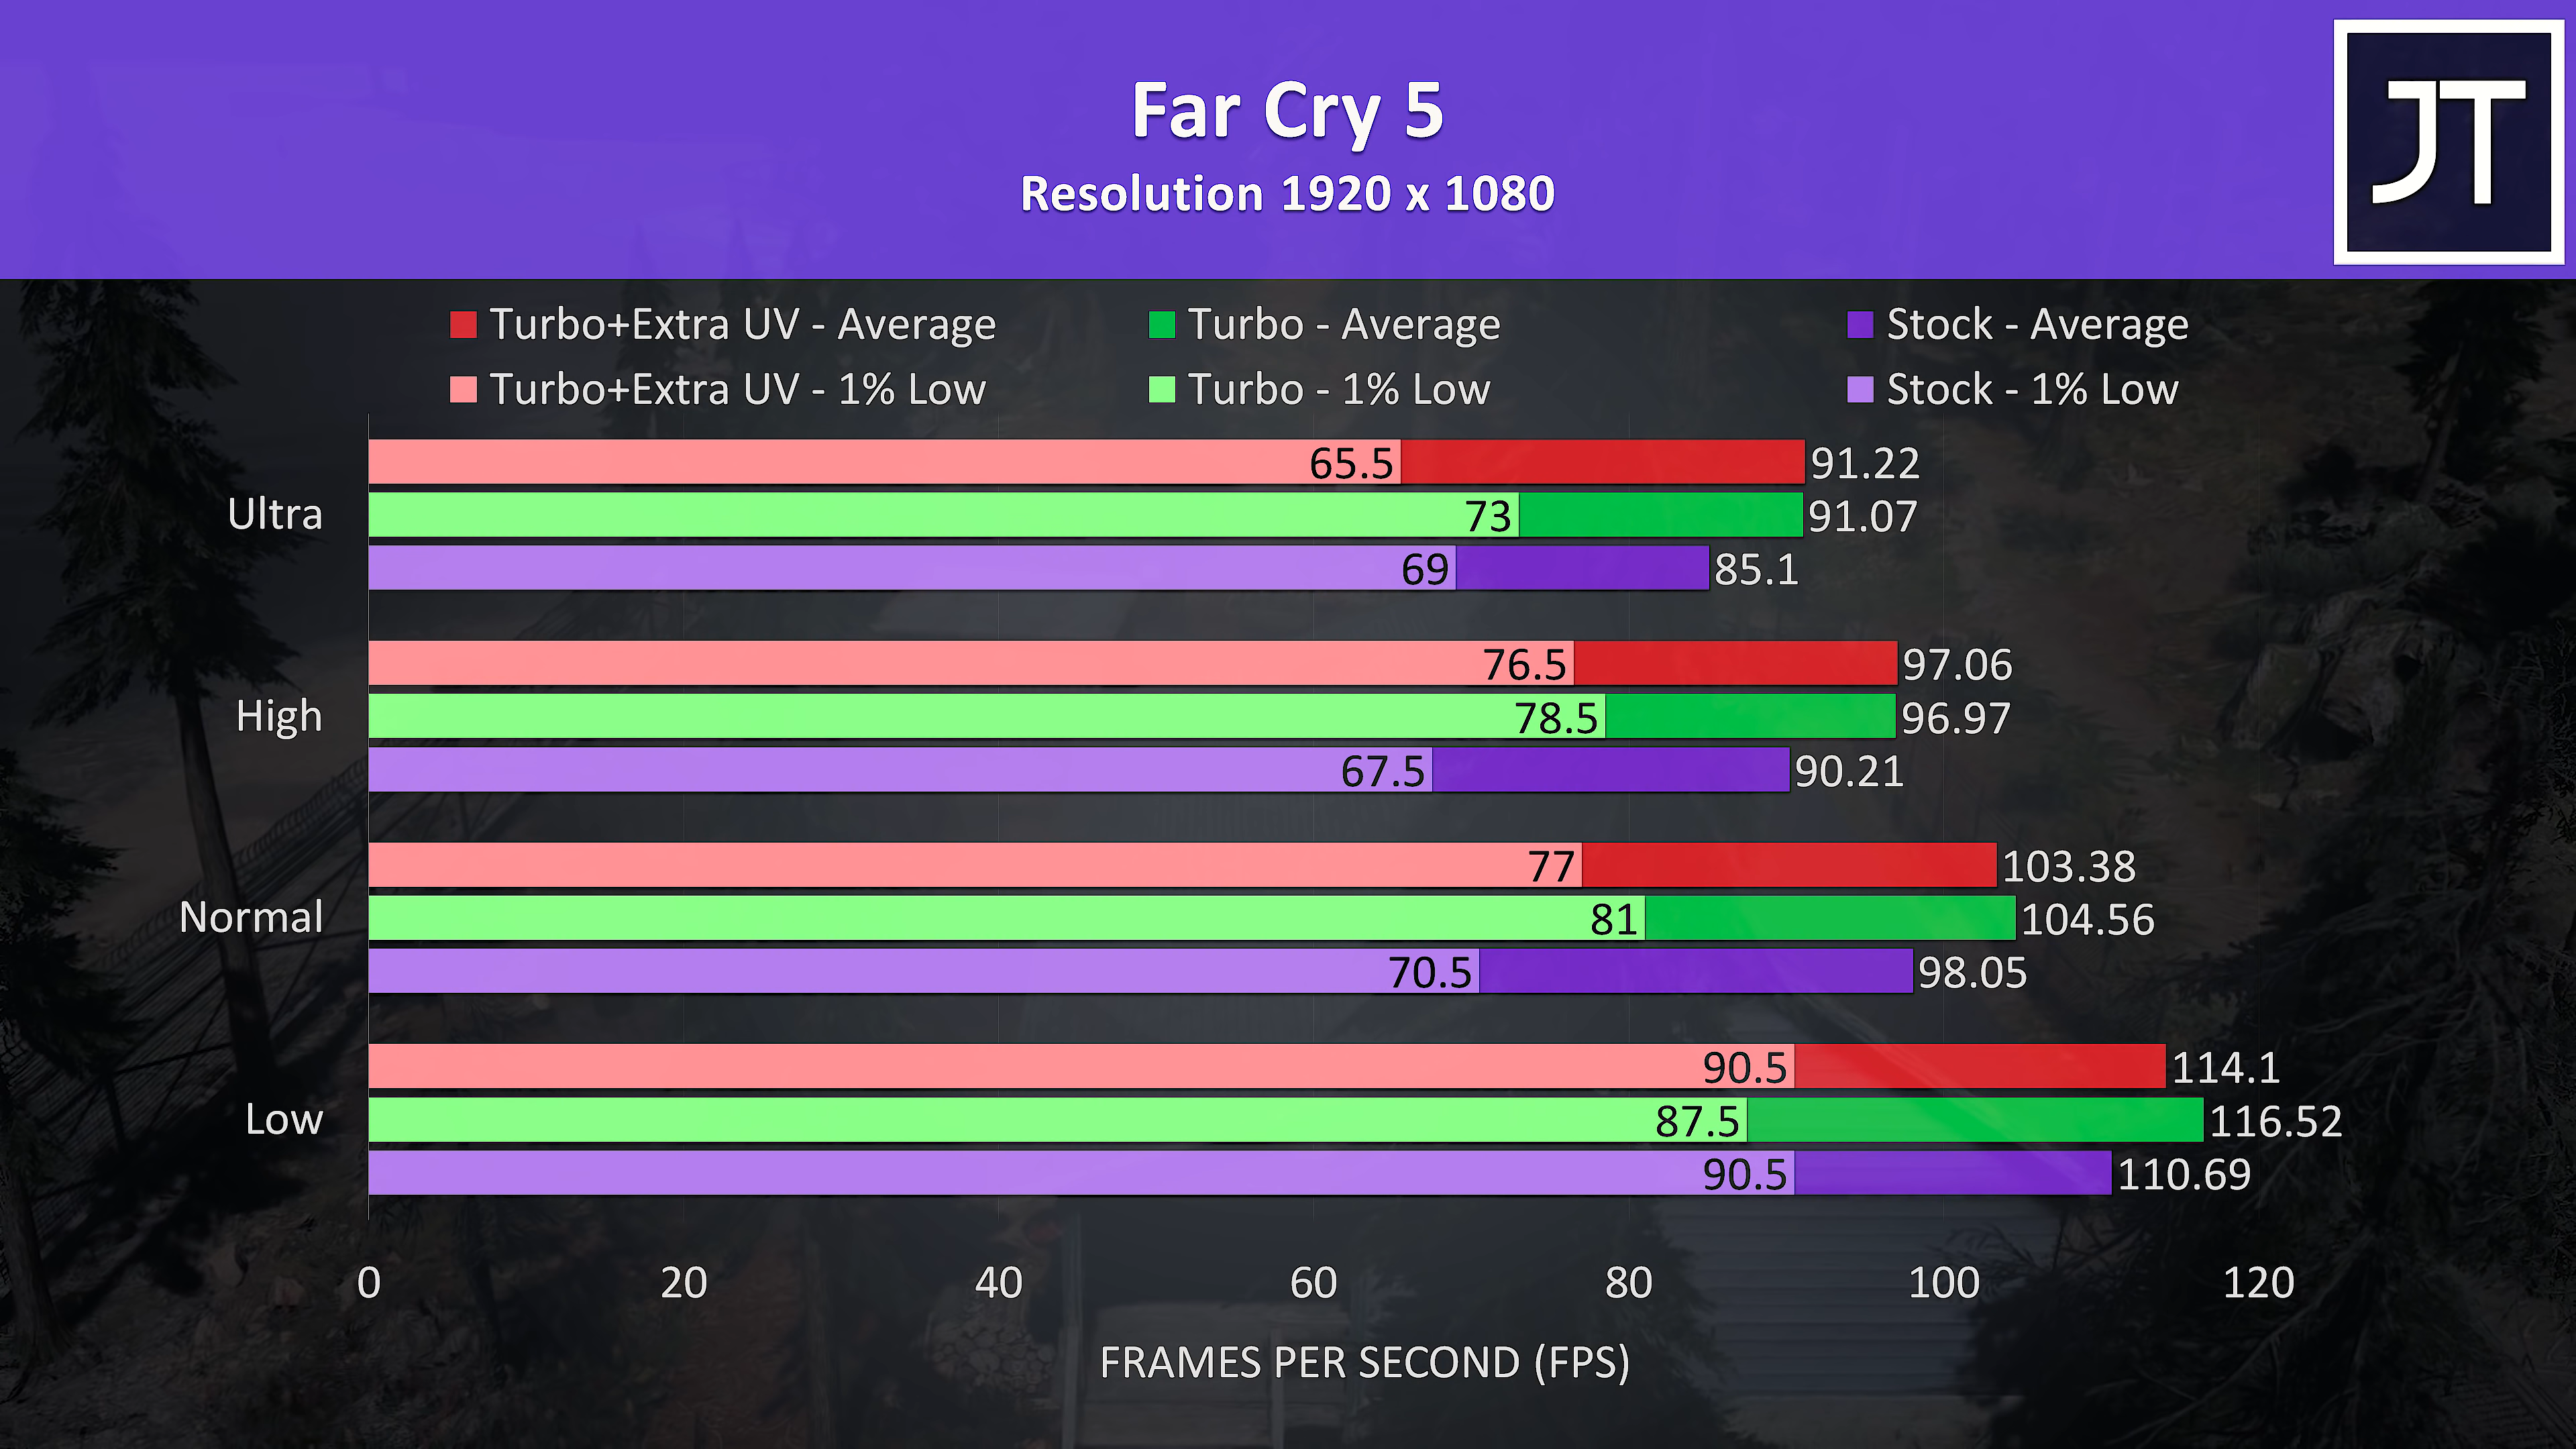 Far Cry 5
Resolution 1920 x 1080
JT
Turbo+Extra UV - Average
Turbo - Average
Stock - Average
Turbo+Extra UV - 1% Low
Turbo - 1% Low
Stock - 1% Low
Ultra
65.5
91.22
73
91.07
69
85.1
High
76.5
97.06
78.5
96.97
67.5
90.21
Normal
77
103.38
81
104.56
70.5
98.05
Low
90.5
114.1
87.5
116.52
90.5
110.69
0 20 40 60 80 100 120
FRAMES PER SECOND (FPS)